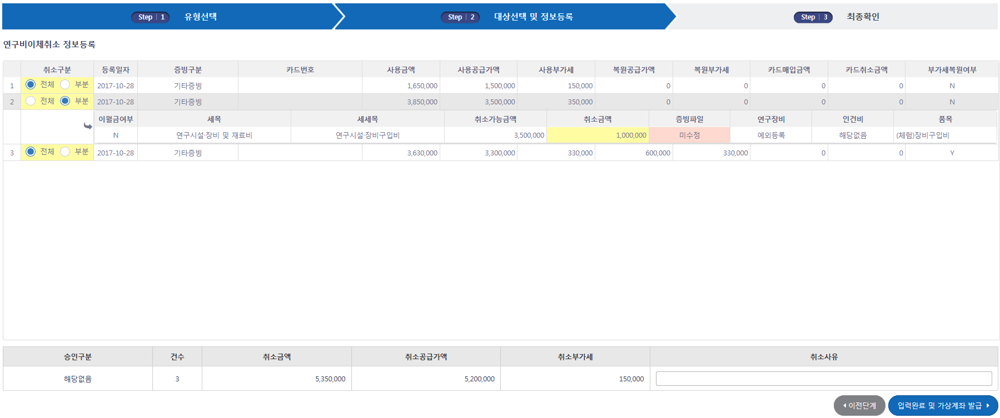 Step | 1 유형선택 Step | 2 대상선택 및 정보등록 Step | 3 최종확인
연구비이체취소 정보등록
취소구분 등록일자 증빙구분 카드번호 사용금액 사용공급가액 사용부가세 복원공급가액 복원부가세 카드매입금액 카드취소금액 부가세복원여부
1 전체 부분 2017-10-28 기타증빙 1,650,000 1,500,000 150,000 0 0 0 0 N
2 전체 부분 2017-10-28 기타증빙 3,850,000 3,500,000 350,000 0 0 0 0 N
이월금여부 세목 세세목 취소가능금액 취소금액 증빙파일 연구장비 인건비 품목
N 연구시설·장비 및 재료비 연구시설·장비구입비 3,500,000 1,000,000 미수정 예외등록 해당없음 (체험)장비구입비
3 전체 부분 2017-10-28 기타증빙 3,630,000 3,300,000 330,000 600,000 330,000 0 0 Y
승인구분 건수 취소금액 취소공급가액 취소부가세 취소사유
해당없음 3 5,350,000 5,200,000 150,000
이전단계 입력완료 및 가상계좌 발급